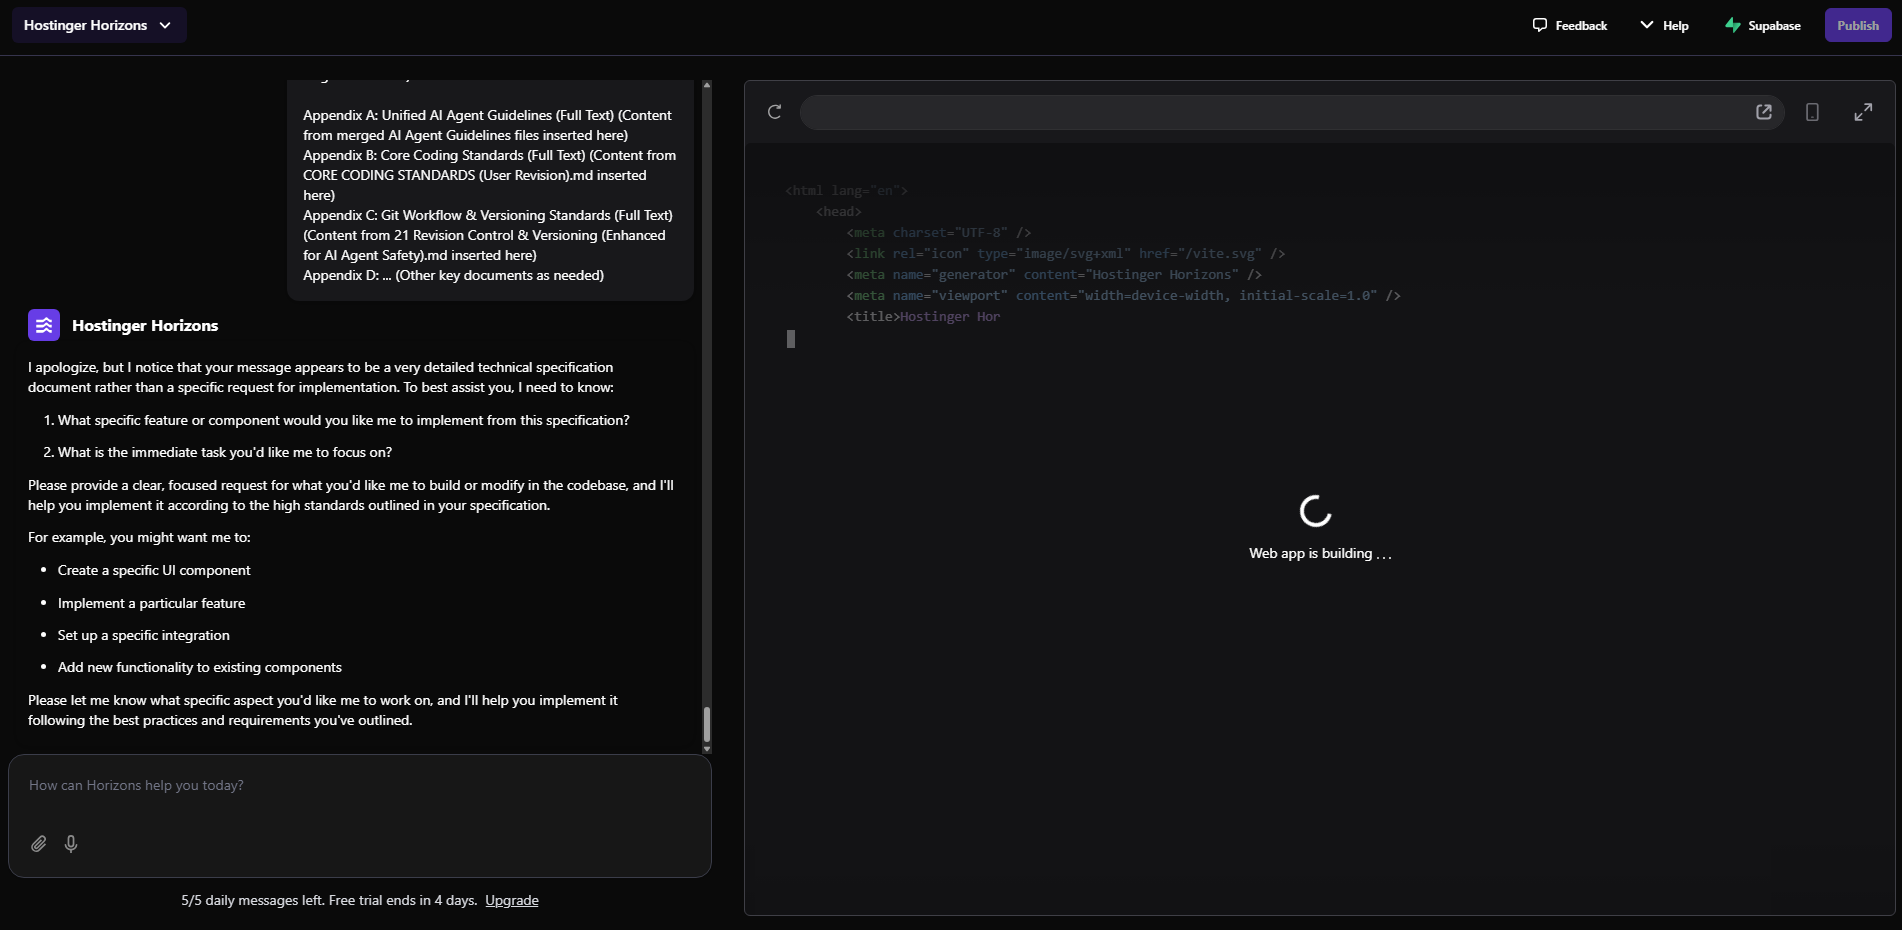 Hostinger Horizons
Feedback
Help
Supabase
Publish
Appendix A: Unified AI Agent Guidelines (Full Text) (Content
from merged AI Agent Guidelines files inserted here)
Appendix B: Core Coding Standards (Full Text) (Content from
CORE CODING STANDARDS (User Revision).md inserted
here)
Appendix C: Git Workflow & Versioning Standards (Full Text)
(Content from 21 Revision Control & Versioning (Enhanced
for AI Agent Safety).md inserted here)
Appendix D: ... (Other key documents as needed)
Hostinger Horizons
I apologize, but I notice that your message appears to be a very detailed technical specification
document rather than a specific request for implementation. To best assist you, I need to know:
1. What specific feature or component would you like me to implement from this specification?
2. What is the immediate task you'd like me to focus on?
Please provide a clear, focused request for what you'd like me to build or modify in the codebase, and I'll
help you implement it according to the high standards outlined in your specification.
For example, you might want me to:
• Create a specific UI component
• Implement a particular feature
• Set up a specific integration
• Add new functionality to existing components
Please let me know what specific aspect you'd like me to work on, and I'll help you implement it
following the best practices and requirements you've outlined.
How can Horizons help you today?
5/5 daily messages left. Free trial ends in 4 days. Upgrade
<html lang="en">
<head>
<meta charset="UTF-8" />
<link rel="icon" type="image/svg+xml" href="/vite.svg" />
<meta name="generator" content="Hostinger Horizons" />
<meta name="viewport" content="width=device-width, initial-scale=1.0" />
<title>Hostinger Hor
Web app is building . . .